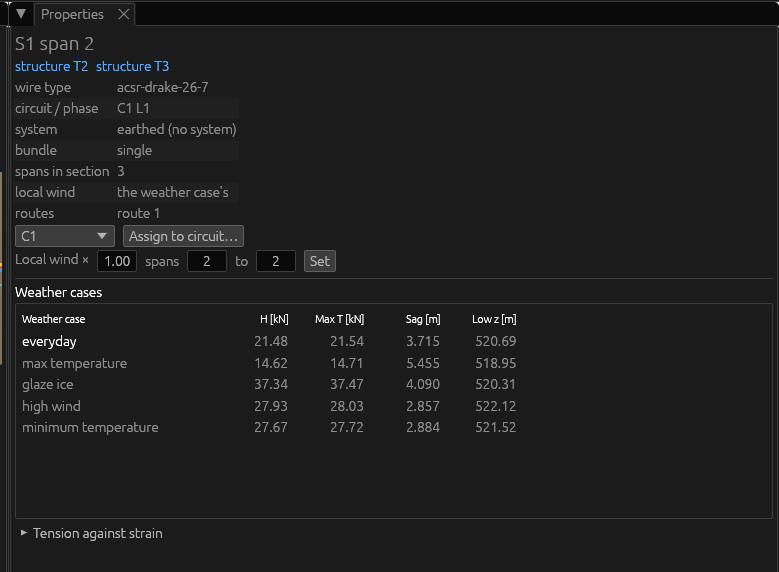 Properties
S1 span 2
structure T2 structure T3
wire type acsr-drake-26-7
circuit / phase C1 L1
system earthed (no system)
bundle single
spans in section 3
local wind the weather case's
routes route 1
C1 Assign to circuit...
Local wind × 1.00 spans 2 to 2 Set
Weather cases
Weather case H [kN] Max T [kN] Sag [m] Low z [m]
everyday 21.48 21.54 3.715 520.69
max temperature 14.62 14.71 5.455 518.95
glaze ice 37.34 37.47 4.090 520.31
high wind 27.93 28.03 2.857 522.12
minimum temperature 27.67 27.72 2.884 521.52
Tension against strain